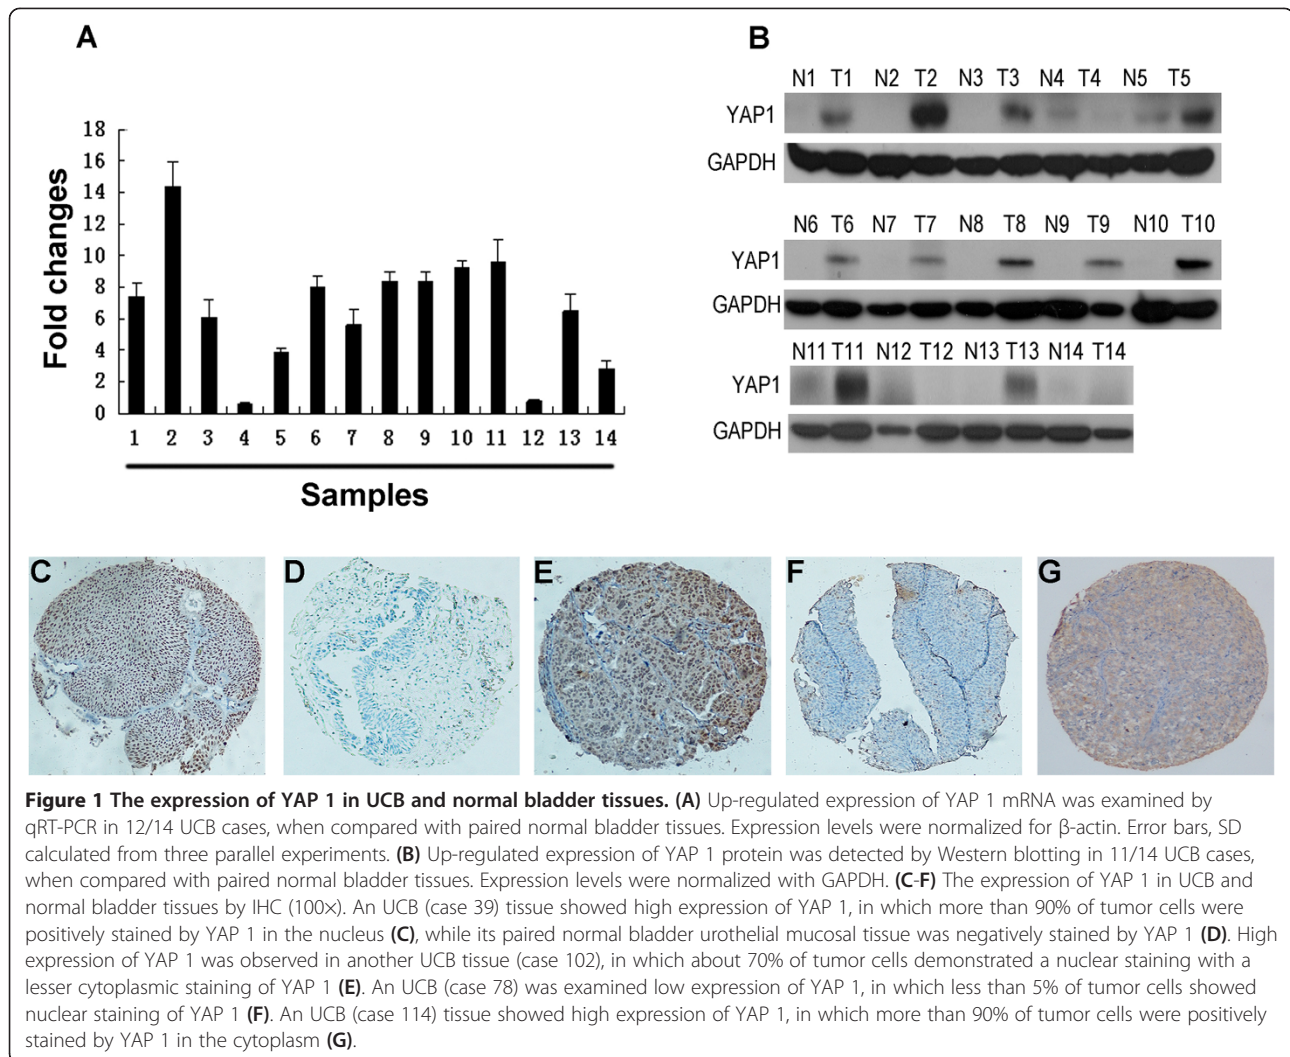 A
18
16
14
12
10
8
6
4
2
0
Fold changes
1 2 3 4 5 6 7 8 9 10 11 12 13 14
Samples
B
N1 T1 N2 T2 N3 T3 N4 T4 N5 T5
YAP1
GAPDH
N6 T6 N7 T7 N8 T8 N9 T9 N10 T10
YAP1
GAPDH
N11 T11 N12 T12 N13 T13 N14 T14
YAP1
GAPDH
C D E F G
Figure 1 The expression of YAP 1 in UCB and normal bladder tissues. (A) Up-regulated expression of YAP 1 mRNA was examined by
qRT-PCR in 12/14 UCB cases, when compared with paired normal bladder tissues. Expression levels were normalized for β-actin. Error bars, SD
calculated from three parallel experiments. (B) Up-regulated expression of YAP 1 protein was detected by Western blotting in 11/14 UCB cases,
when compared with paired normal bladder tissues. Expression levels were normalized with GAPDH. (C-F) The expression of YAP 1 in UCB and
normal bladder tissues by IHC (100×). An UCB (case 39) tissue showed high expression of YAP 1, in which more than 90% of tumor cells were
positively stained by YAP 1 in the nucleus (C), while its paired normal bladder urothelial mucosal tissue was negatively stained by YAP 1 (D). High
expression of YAP 1 was observed in another UCB tissue (case 102), in which about 70% of tumor cells demonstrated a nuclear staining with a
lesser cytoplasmic staining of YAP 1 (E). An UCB (case 78) was examined low expression of YAP 1, in which less than 5% of tumor cells showed
nuclear staining of YAP 1 (F). An UCB (case 114) tissue showed high expression of YAP 1, in which more than 90% of tumor cells were positively
stained by YAP 1 in the cytoplasm (G).